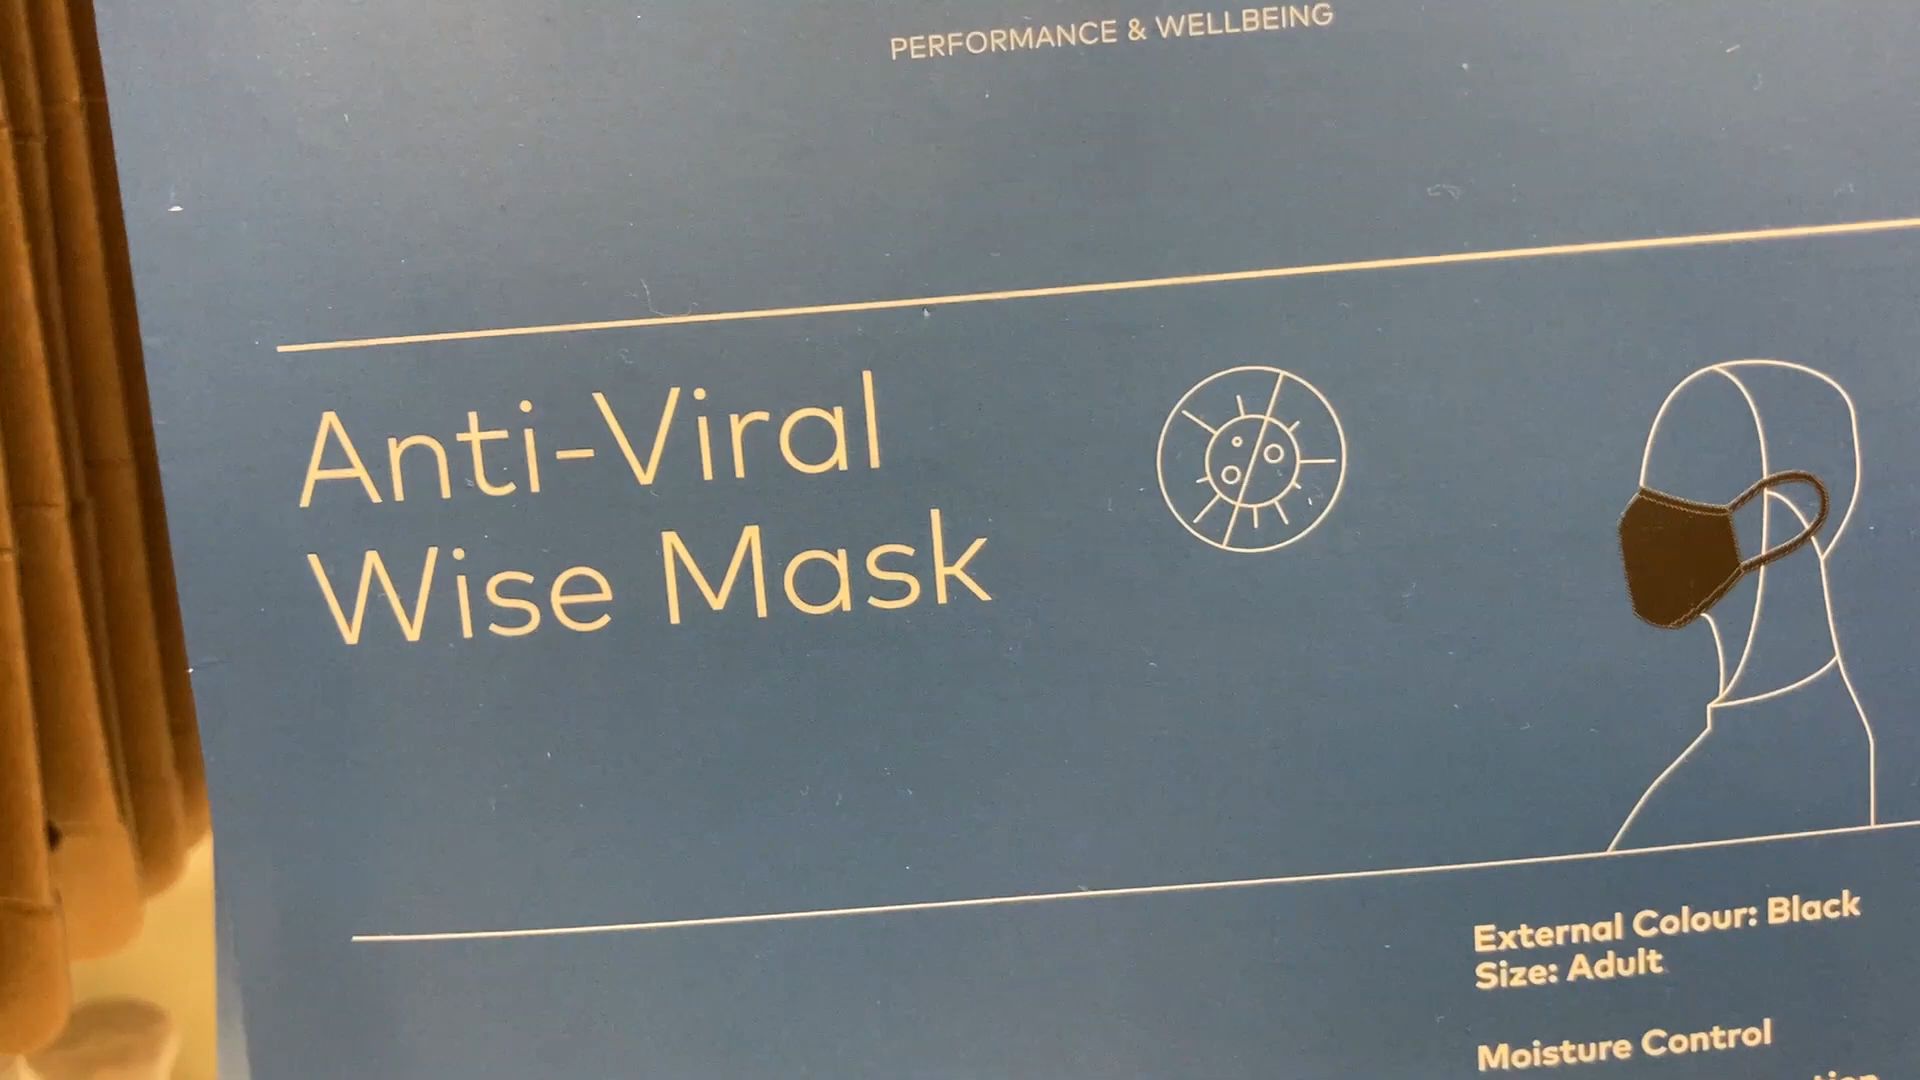 PERFORMANCE & WELLBEING
Anti-Viral
Wise Mask
External Colour: Black
Size: Adult
Moisture Control